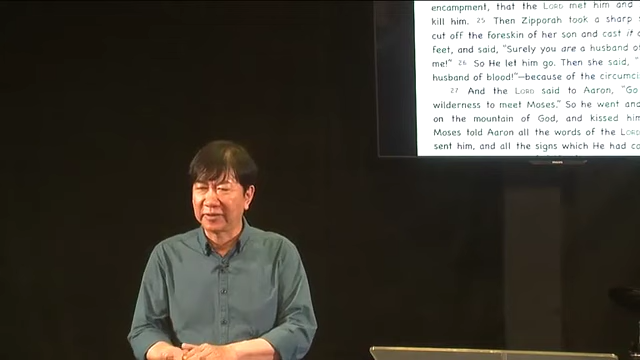 encampment, that the LORD met him and
kill him. 25 Then Zipporah took a sharp
cut off the foreskin of her son and cast it
feet, and said, "Surely you are a husband of
me!" 26 So He let him go. Then she said, "
husband of blood!"—because of the
27 And the LORD said to Aaron, "Go
wilderness to meet Moses." So he went and
on the mountain of God, and kissed him
Moses told Aaron all the words of the LORD
sent him, and all the signs which He had
PHILIPS